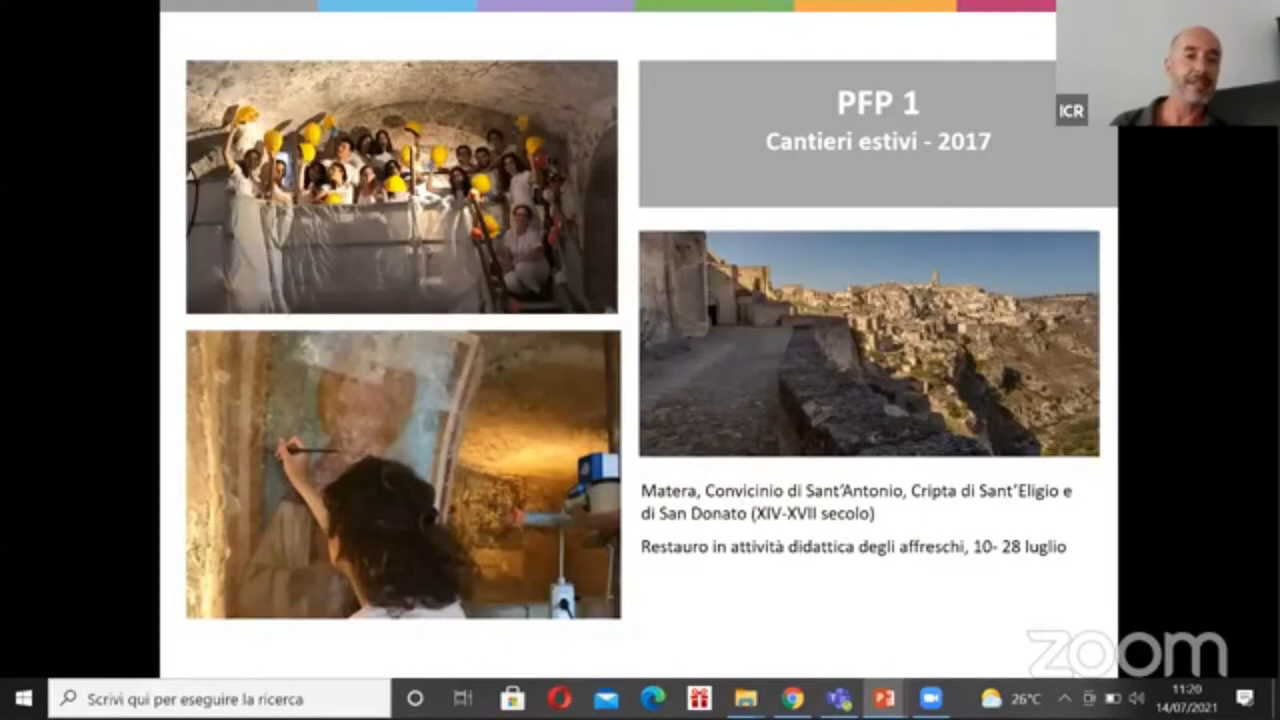 PFP 1
Cantieri estivi - 2017
ICR
Matera, Convicinio di Sant’Antonio, Cripta di Sant’Eligio e
di San Donato (XIV-XVII secolo)
Restauro in attività didattica degli affreschi, 10- 28 luglio
zoom
Scrivi qui per eseguire la ricerca
26°C
11:20
14/07/2021